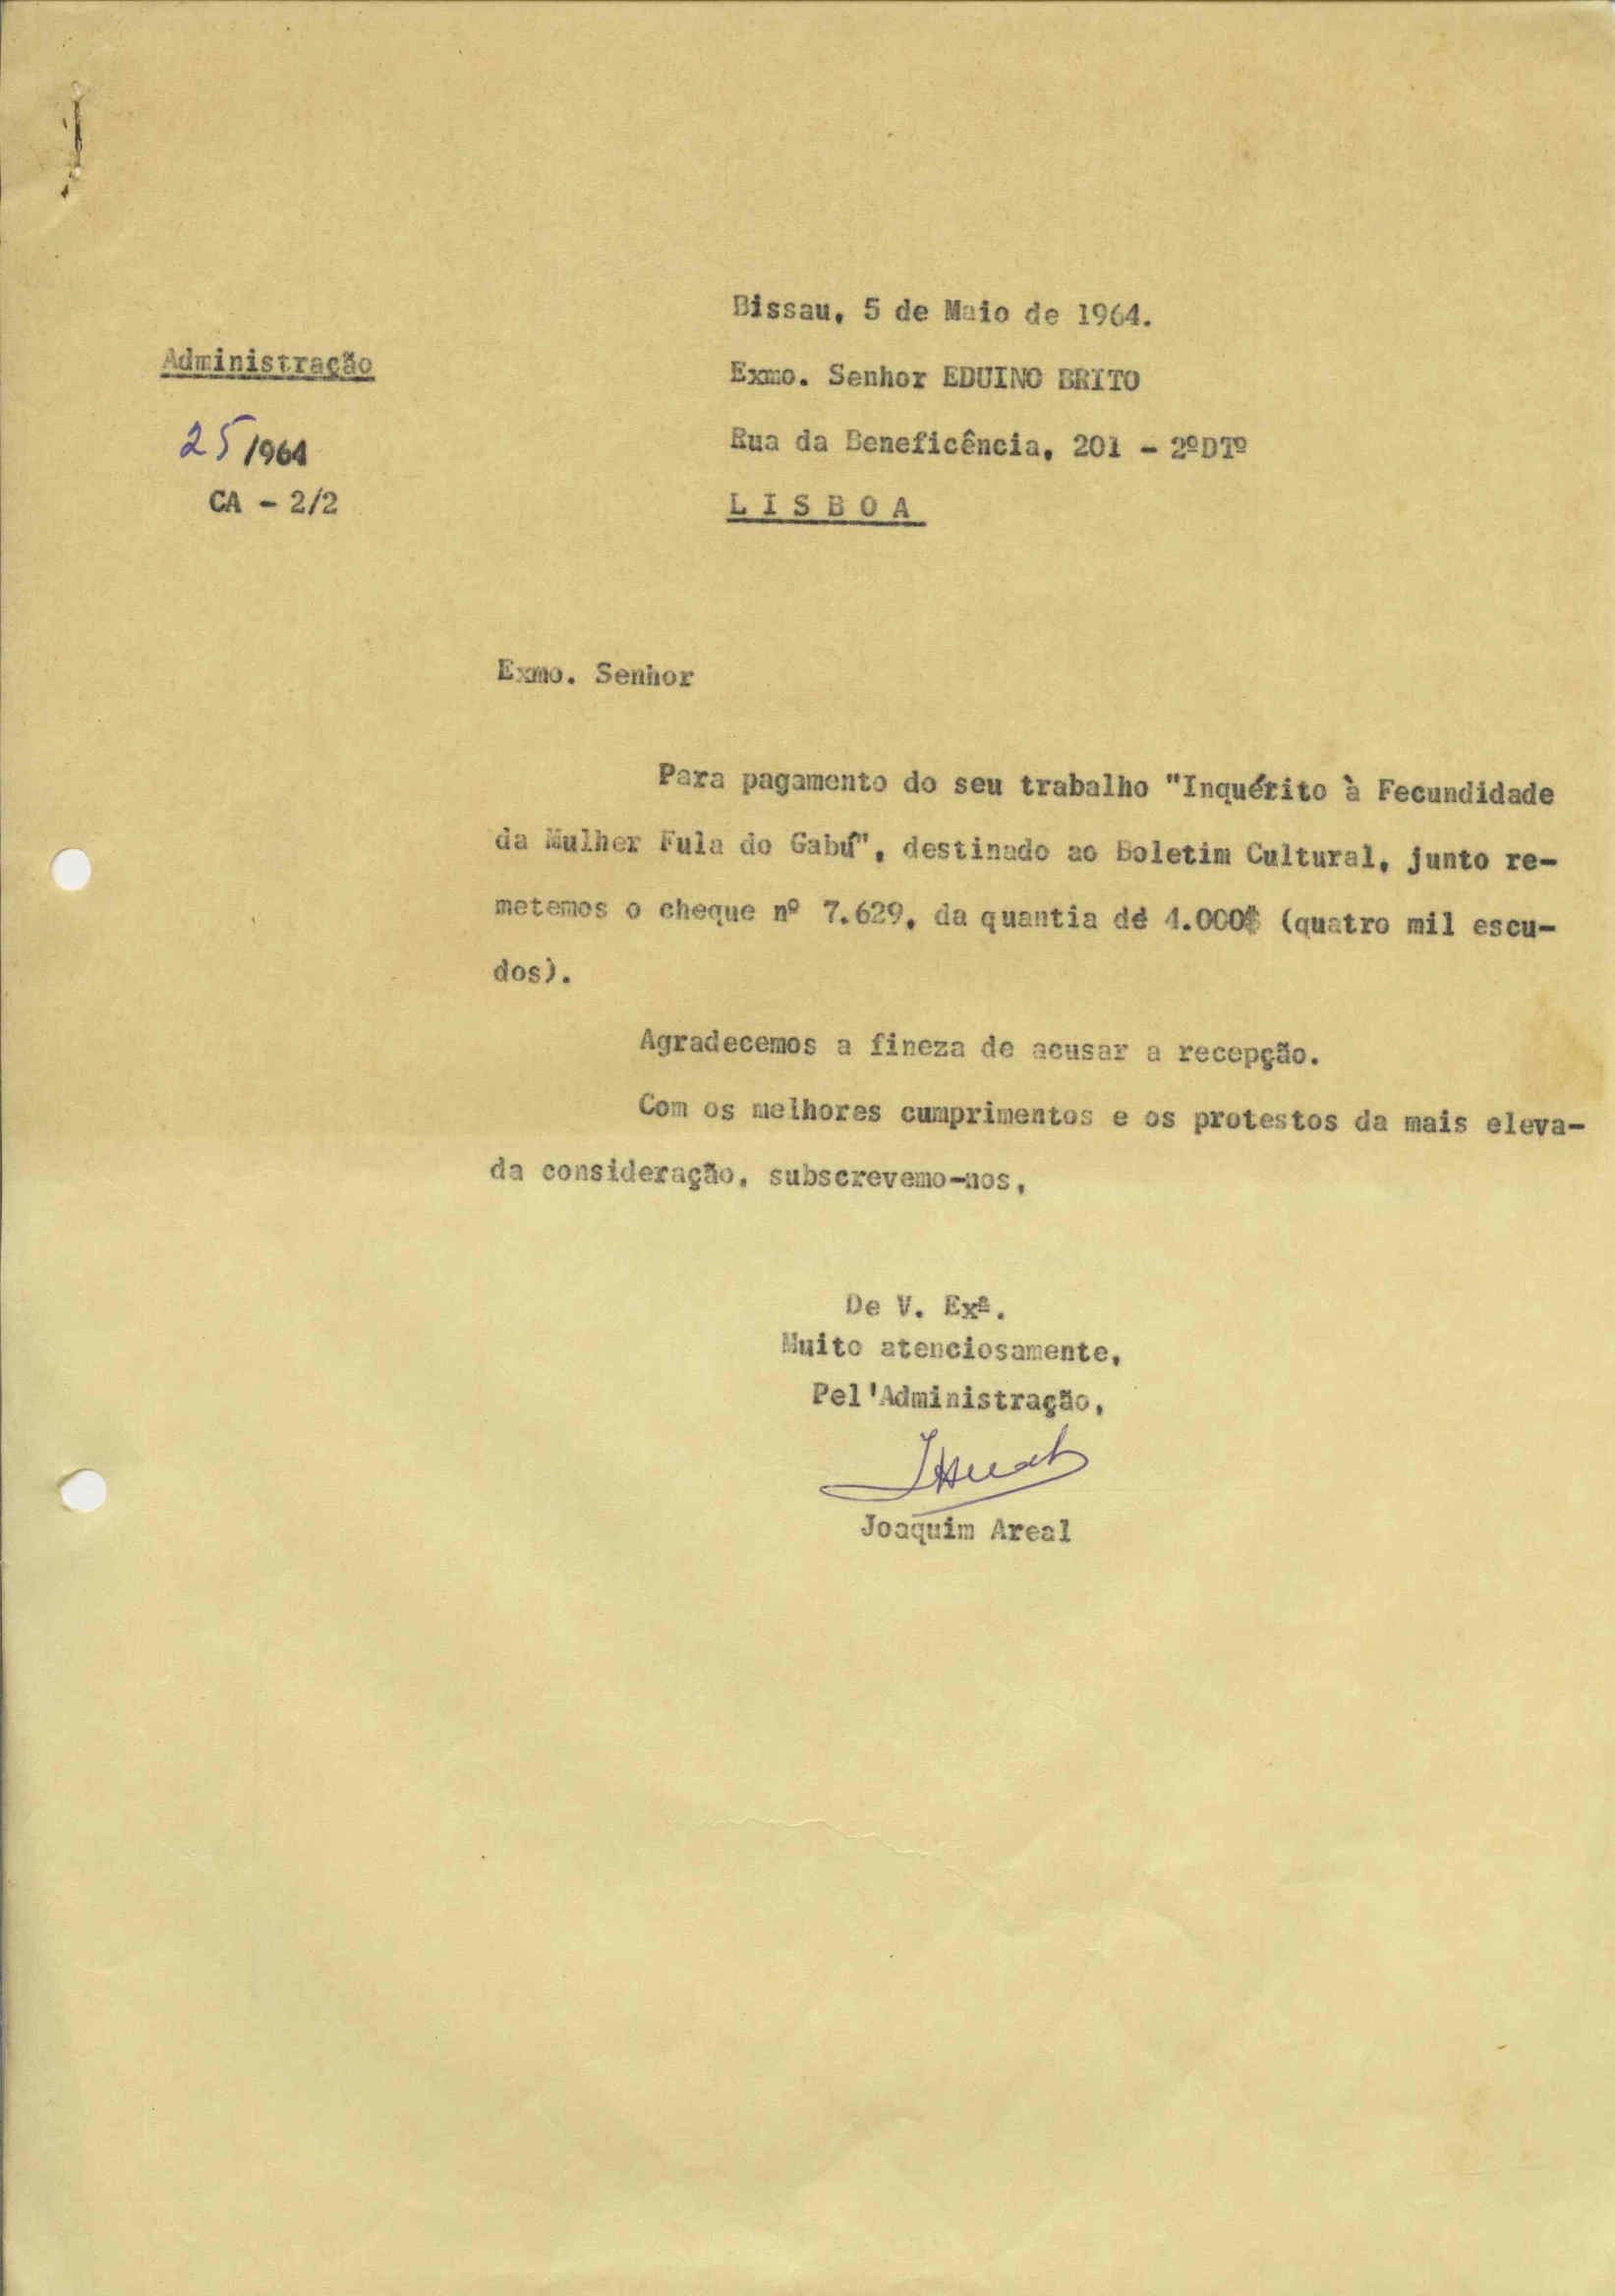 Bissau, 5 de Maio de 1964.
Administração
Exmo. Senhor EDUINO BRITO
25/1964
Rua da Beneficência, 201 - 2ºDTº
CA - 2/2
LISBOA
Exmo. Senhor
Para pagamento do seu trabalho "Inquérito à Fecundidade
da Mulher Fula do Gabú", destinado ao Boletim Cultural, junto re-
metemos o cheque nº 7.629, da quantia de 4.000$ (quatro mil escu-
dos).
Agradecemos a fineza de acusar a recepção.
Com os melhores cumprimentos e os protestos da mais eleva-
da consideração, subscrevemo-nos,
De V. Exª.
Muito atenciosamente,
Pel'Administração,
Joaquim Areal